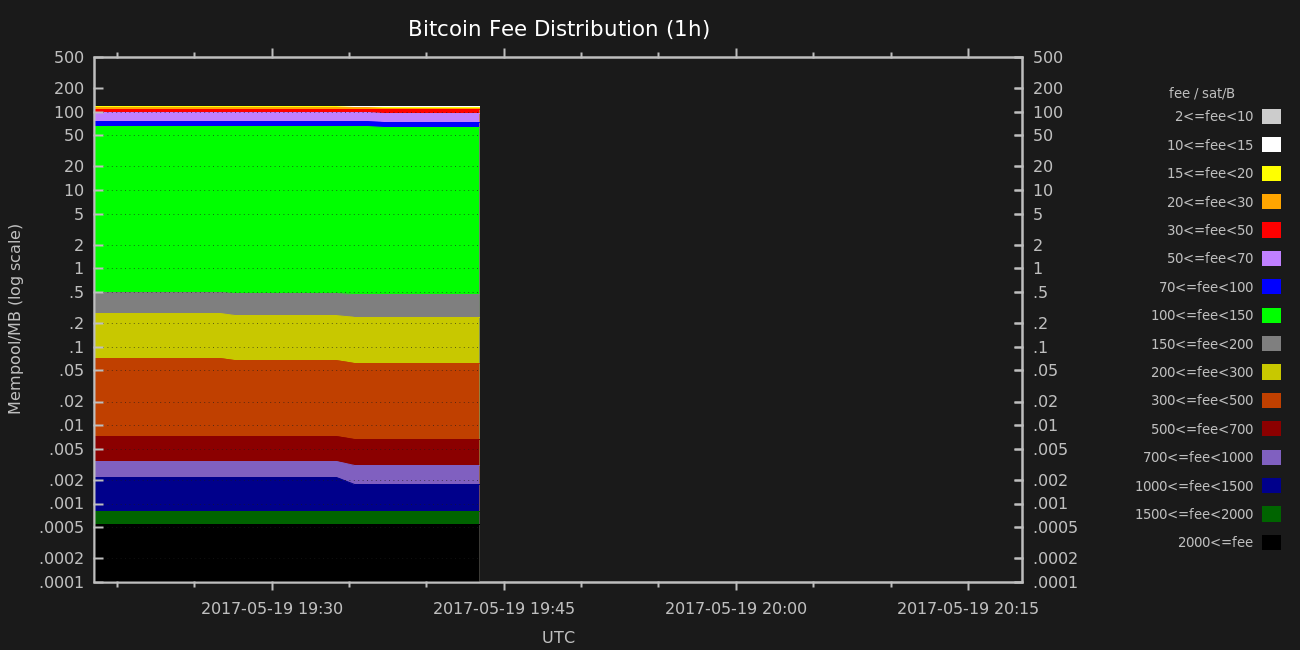 Bitcoin Fee Distribution (1h)
500
200
100
50
20
10
5
2
1
.5
.2
.1
.05
.02
.01
.005
.002
.001
.0005
.0002
.0001
Mempool/MB (log scale)
500
200
100
50
20
10
5
2
1
.5
.2
.1
.05
.02
.01
.005
.002
.001
.0005
.0002
.0001
2017-05-19 19:30 2017-05-19 19:45 2017-05-19 20:00 2017-05-19 20:15
UTC
fee / sat/B
2<=fee<10
10<=fee<15
15<=fee<20
20<=fee<30
30<=fee<50
50<=fee<70
70<=fee<100
100<=fee<150
150<=fee<200
200<=fee<300
300<=fee<500
500<=fee<700
700<=fee<1000
1000<=fee<1500
1500<=fee<2000
2000<=fee